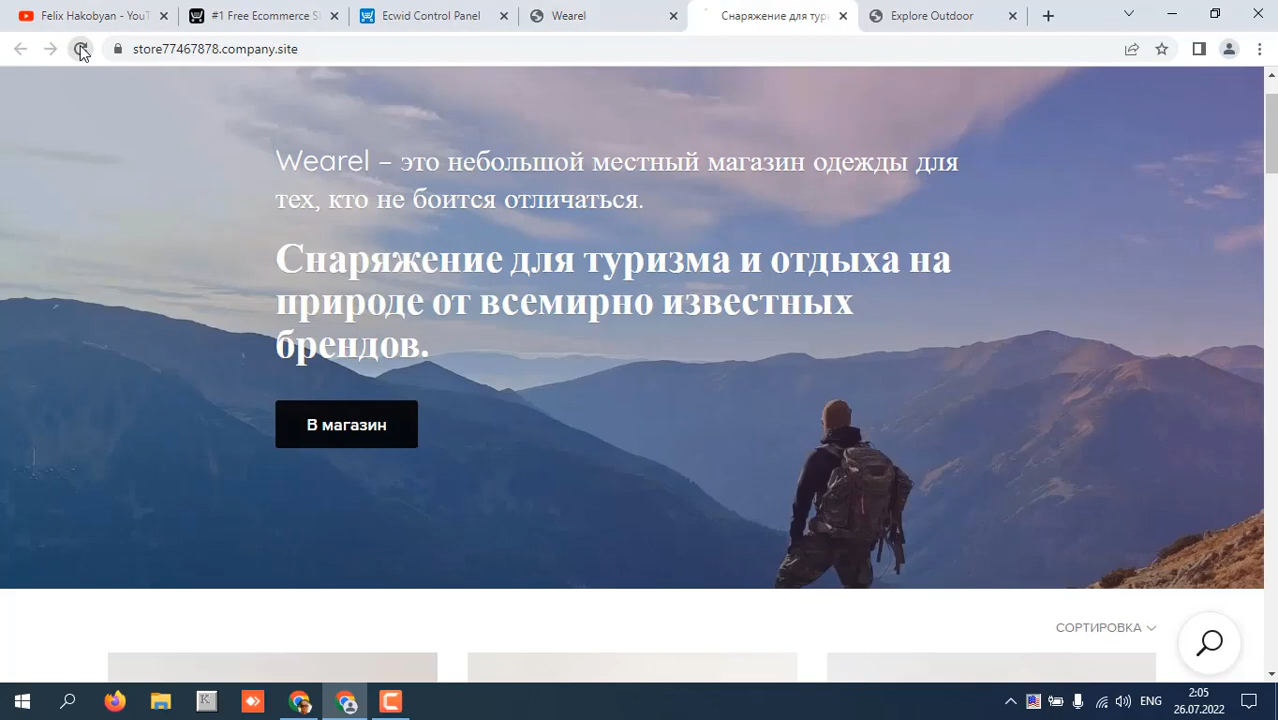 Felix Hakobyan - YouT
#1 Free Ecommerce S
Ecwid Control Panel
Wearel
Снаряжение для тур
Explore Outdoor
store77467878.company.site
Wearel – это небольшой местный магазин одежды для
тех, кто не боится отличаться.
Снаряжение для туризма и отдыха на
природе от всемирно известных
брендов.
В магазин
СОРТИРОВКА
ENG
2:05
26.07.2022